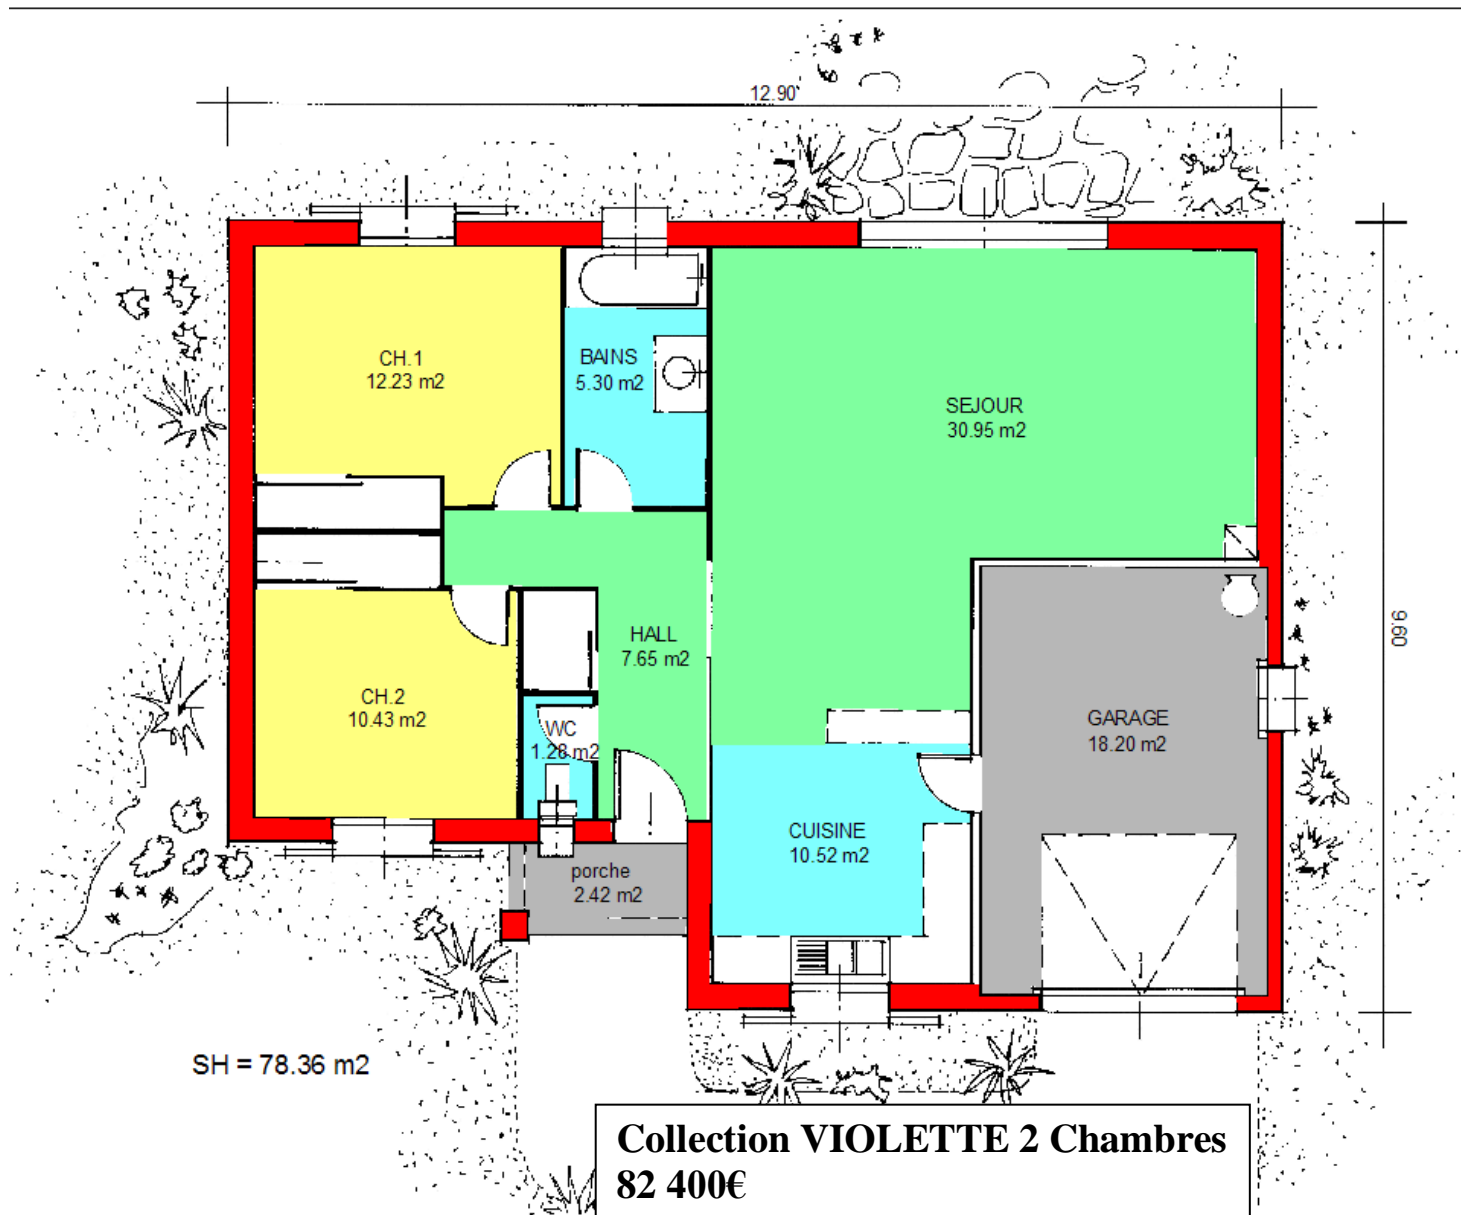 12.90
CH.1
12.23 m2
BAINS
5.30 m2
SEJOUR
30.95 m2
9.60
HALL
7.65 m2
CH.2
10.43 m2
WC
1.28 m2
GARAGE
18.20 m2
CUISINE
10.52 m2
porche
2.42 m2
SH = 78.36 m2
Collection VIOLETTE 2 Chambres
82 400€